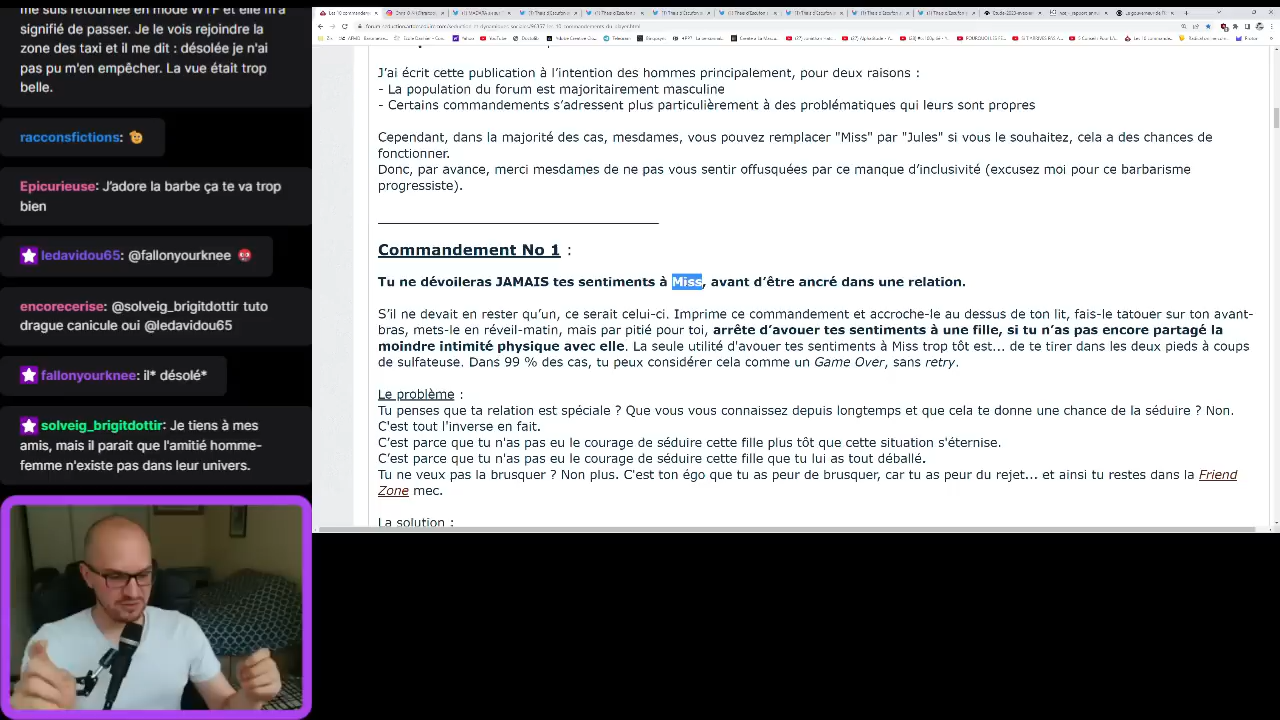 me suis retournée en mode WTF et elle m'a
signifié de passer. Je vois rejoindre la
zone des taxi et il me dit : désolée je n'ai
pas pu m'en empêcher. La vue était trop
belle.
racconsfictions:
Epicurieuse: J'adore la barbe ça te va trop
bien
ledavidou65: @fallonyourknee
encorecerise: @solveig_brigitdottir tuto
drague canicule oui @ledavidou65
fallonyourknee: il* désolé*
solveig_brigitdottir: Je tiens à mes
amis, mais il parait que l'amitié homme-
femme n'existe pas dans leur univers.
J'ai écrit cette publication à l'intention des hommes principalement, pour deux raisons :
- La population du forum est majoritairement masculine
- Certains commandements s'adressent plus particulièrement à des problématiques qui leurs sont propres
Cependant, dans la majorité des cas, mesdames, vous pouvez remplacer "Miss" par "Jules" si vous le souhaitez, cela a des chances de
fonctionner.
Donc, par avance, merci mesdames de ne pas vous sentir offusquées par ce manque d'inclusivité (excusez moi pour ce barbarisme
progressiste).
Commandement No 1 :
Tu ne dévoileras JAMAIS tes sentiments à Miss, avant d'être ancré dans une relation.
S'il ne devait en rester qu'un, ce serait celui-ci. Imprime ce commandement et accroche-le au dessus de ton lit, fais-le tatouer sur ton avant-
bras, mets-le en réveil-matin, mais par pitié pour toi, arrête d'avouer tes sentiments à une fille, si tu n'as pas encore partagé la
moindre intimité physique avec elle. La seule utilité d'avouer tes sentiments à Miss trop tôt est... de te tirer dans les deux pieds à coups
de sulfateuse. Dans 99 % des cas, tu peux considérer cela comme un Game Over, sans retry.
Le problème :
Tu penses que ta relation est spéciale ? Que vous vous connaissez depuis longtemps et que cela te donne une chance de la séduire ? Non.
C'est tout l'inverse en fait.
C'est parce que tu n'as pas eu le courage de séduire cette fille plus tôt que cette situation s'éternise.
C'est parce que tu n'as pas eu le courage de séduire cette fille que tu lui as tout déballé.
Tu ne veux pas la brusquer ? Non plus. C'est ton égo que tu as peur de brusquer, car tu as peur du rejet... et ainsi tu restes dans la Friend
Zone mec.
La solution :